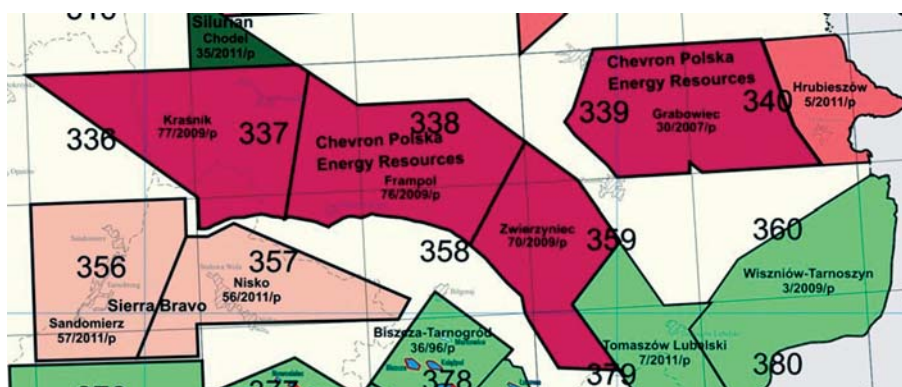 Silurian
Chodel
35/2011/p
Chevron Polska
Energy Resources
Hrubieszów
5/2011/p
336
Kraśnik
77/2009/p
337
338
Chevron Polska
Energy Resources
Frampol
76/2009/p
339
Grabowiec
30/2007/p
340
Zwierzyniec
70/2009/p
356
357
358
359
360
Nisko
56/2011/p
Sierra Bravo
Sandomierz
57/2011/p
Wiszniów-Tarnoszyn
3/2009/p
Biłgoraj
Biszcza-Tarnogród
36/96/p
Tomaszów Lubelski
7/2011/p
377
378
379
380